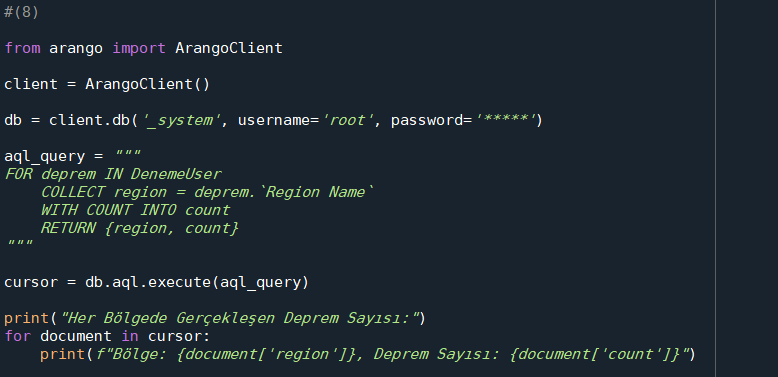 #(8)
from arango import ArangoClient
client = ArangoClient()
db = client.db('_system', username='root', password='*****')
aql_query = """
FOR deprem IN DenemeUser
    COLLECT region = deprem.`Region Name`
    WITH COUNT INTO count
    RETURN {region, count}
"""
cursor = db.aql.execute(aql_query)
print("Her Bölgede Gerçekleşen Deprem Sayısı:")
for document in cursor:
    print(f"Bölge: {document['region']}, Deprem Sayısı: {document['count']}")